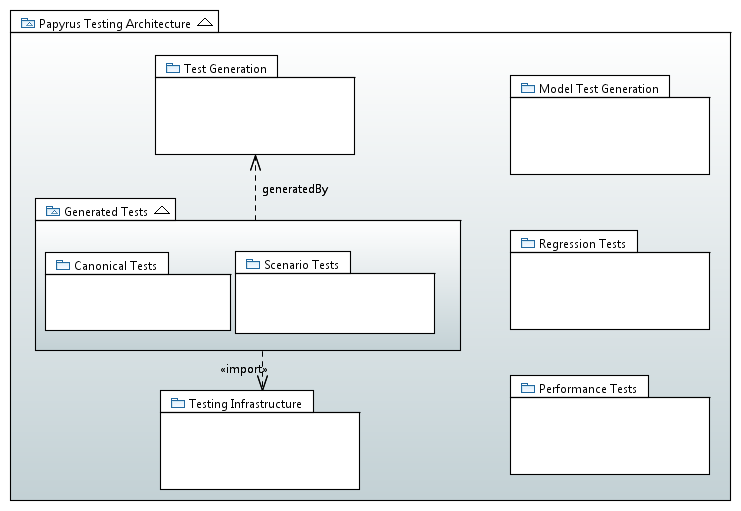 Papyrus Testing Architecture
Test Generation
Model Test Generation
generatedBy
Generated Tests
Canonical Tests
Scenario Tests
Regression Tests
«import»
Testing Infrastructure
Performance Tests